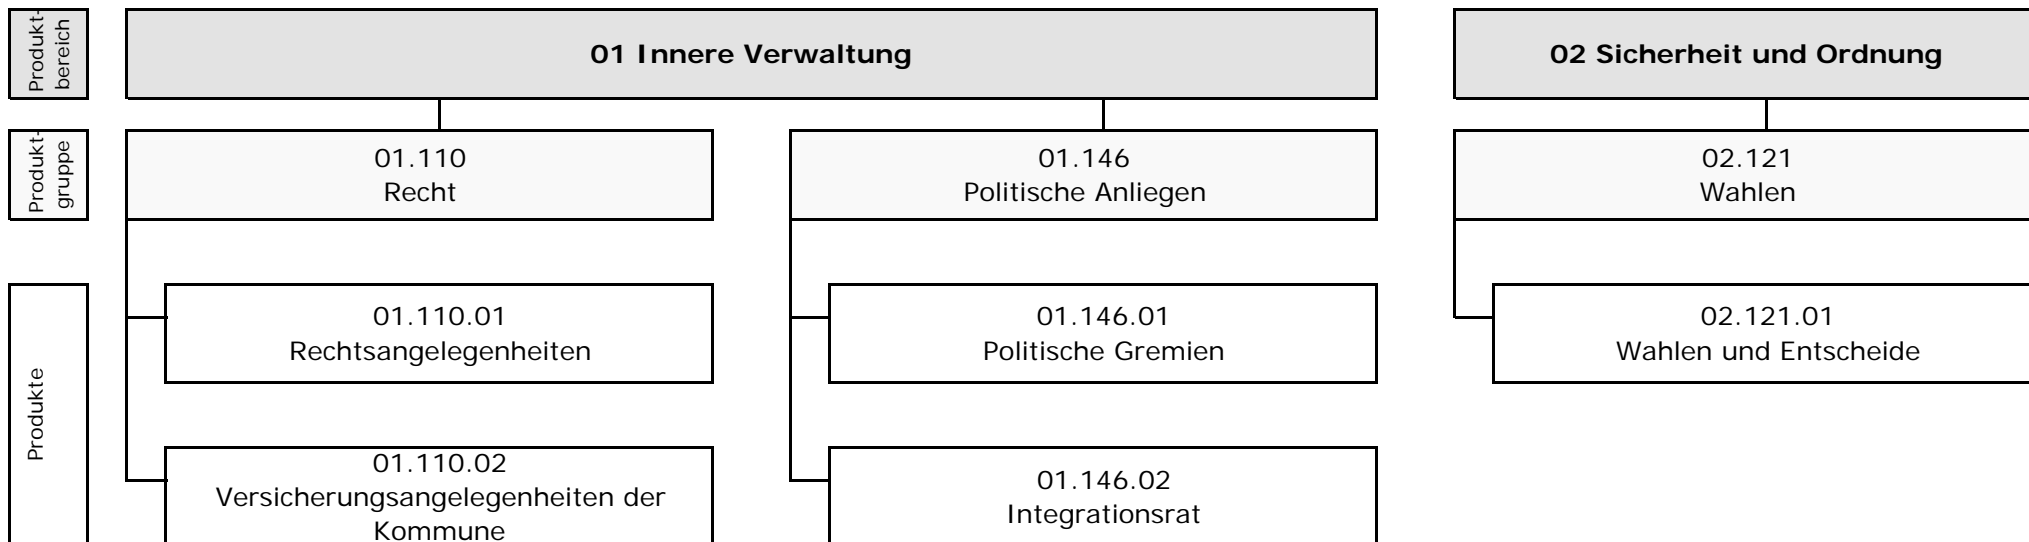 Produkt-
bereich
01 Innere Verwaltung
02 Sicherheit und Ordnung
Produkt-
gruppe
01.110
Recht
01.146
Politische Anliegen
02.121
Wahlen
Produkte
01.110.01
Rechtsangelegenheiten
01.146.01
Politische Gremien
02.121.01
Wahlen und Entscheide
01.110.02
Versicherungsangelegenheiten der
Kommune
01.146.02
Integrationsrat